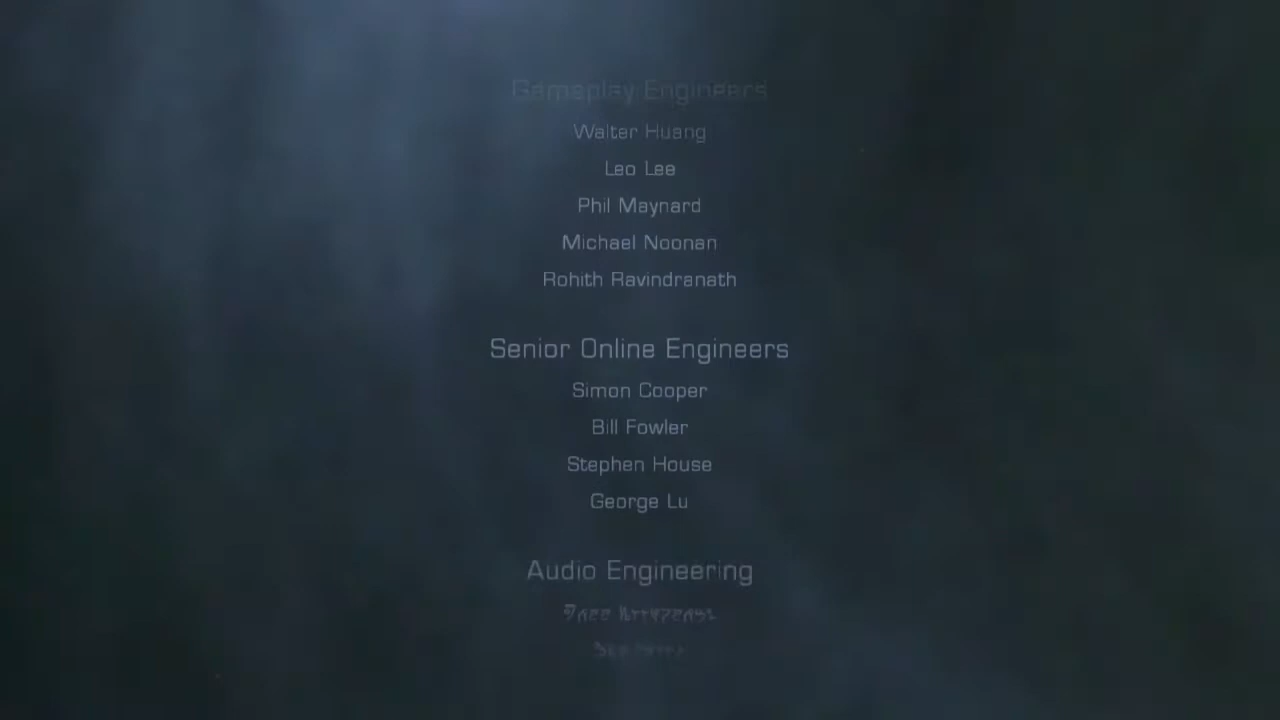 Gameplay Engineers
Walter Huang
Leo Lee
Phil Maynard
Michael Noonan
Rohith Ravindranath
Senior Online Engineers
Simon Cooper
Bill Fowler
Stephen House
George Lu
Audio Engineering